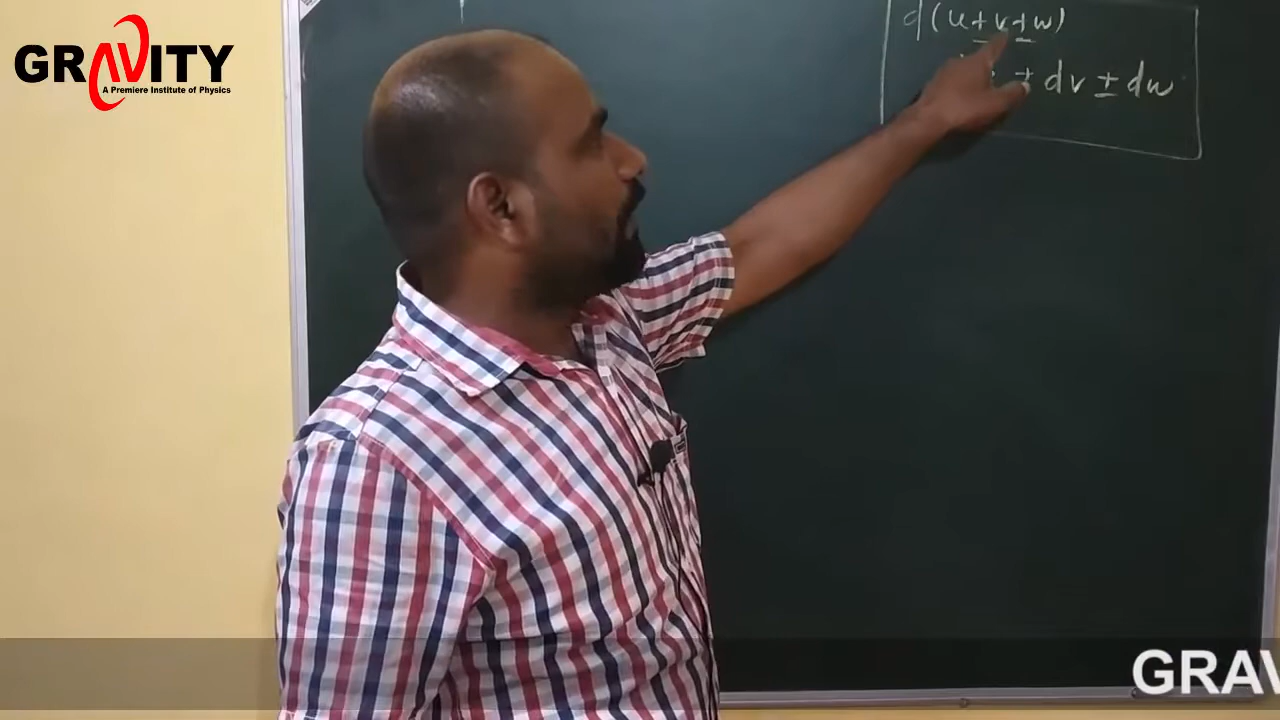 GRAVITY
A Premiere Institute of Physics
d(u±v±w)
± dv ± dw
GRAV